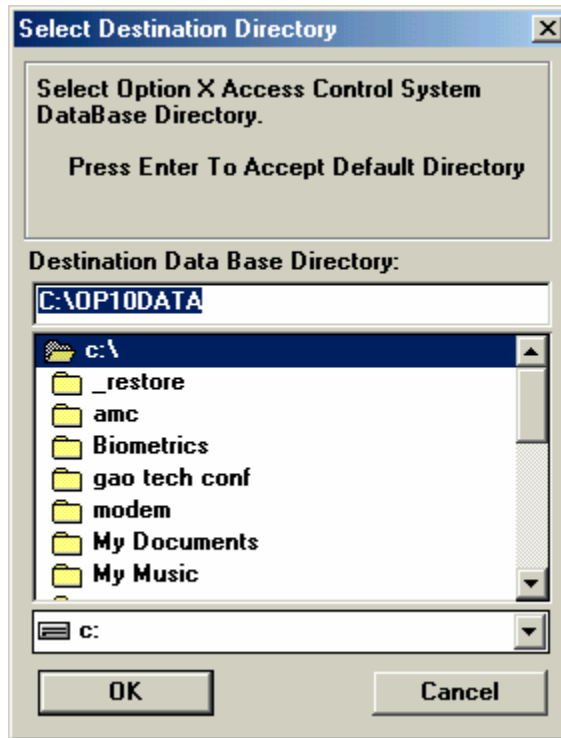 Select Destination Directory
Select Option X Access Control System
DataBase Directory.
Press Enter To Accept Default Directory
Destination Data Base Directory:
C:\OP10DATA
c:\
_restore
amc
Biometrics
gao tech conf
modem
My Documents
My Music
c:
OK
Cancel